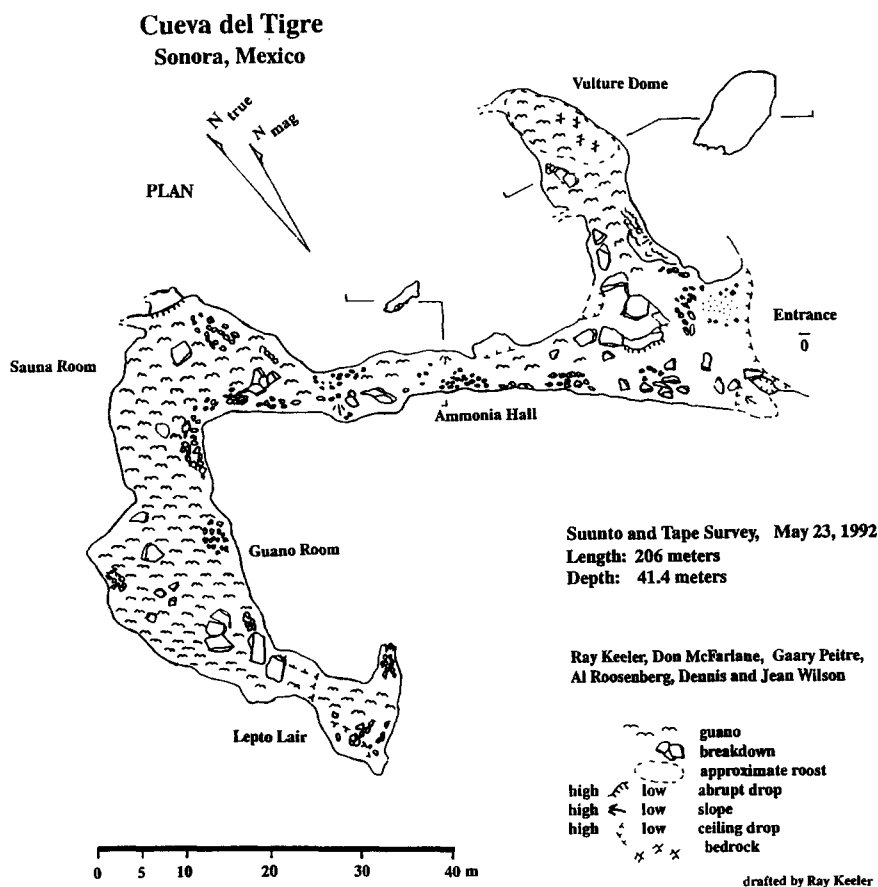 Cueva del Tigre
Sonora, Mexico
N true
N mag
PLAN
Vulture Dome
Entrance
0
Sauna Room
Ammonia Hall
Guano Room
Lepto Lair
Suunto and Tape Survey, May 23, 1992
Length: 206 meters
Depth: 41.4 meters
Ray Keeler, Don McFarlane, Gaary Peitre,
Al Roosenberg, Dennis and Jean Wilson
guano
breakdown
approximate roost
high low abrupt drop
high low slope
high low ceiling drop
bedrock
0 5 10 20 30 40 m
drafted by Ray Keeler